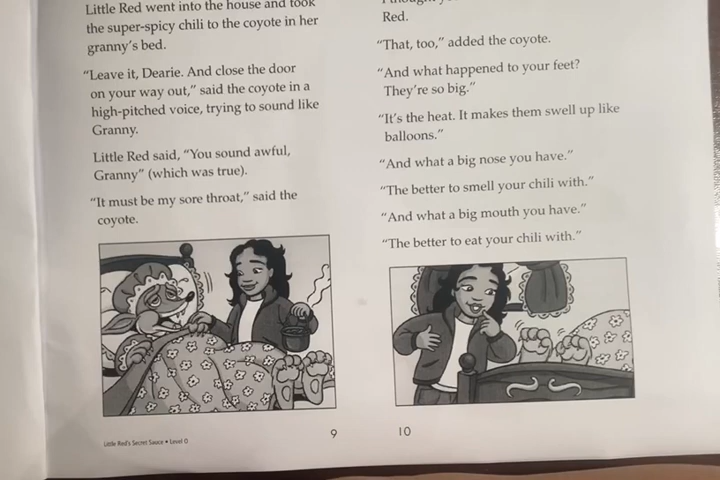 Little Red went into the house and took
the super-spicy chili to the coyote in her
granny's bed.
“Leave it, Dearie. And close the door
on your way out,” said the coyote in a
high-pitched voice, trying to sound like
Granny.
Little Red said, “You sound awful,
Granny” (which was true).
“It must be my sore throat,” said the
coyote.
9
Little Red's Secret Sauce • Level O
Red.
“That, too,” added the coyote.
“And what happened to your feet?
They're so big.”
“It's the heat. It makes them swell up like
balloons.”
“And what a big nose you have.”
“The better to smell your chili with.”
“And what a big mouth you have.”
“The better to eat your chili with.”
10